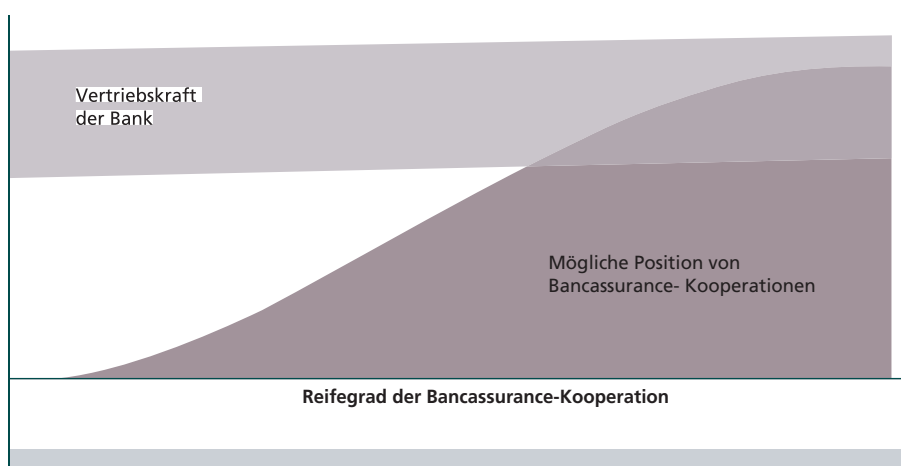 Vertriebskraft
der Bank
Mögliche Position von
Bancassurance- Kooperationen
Reifegrad der Bancassurance-Kooperation